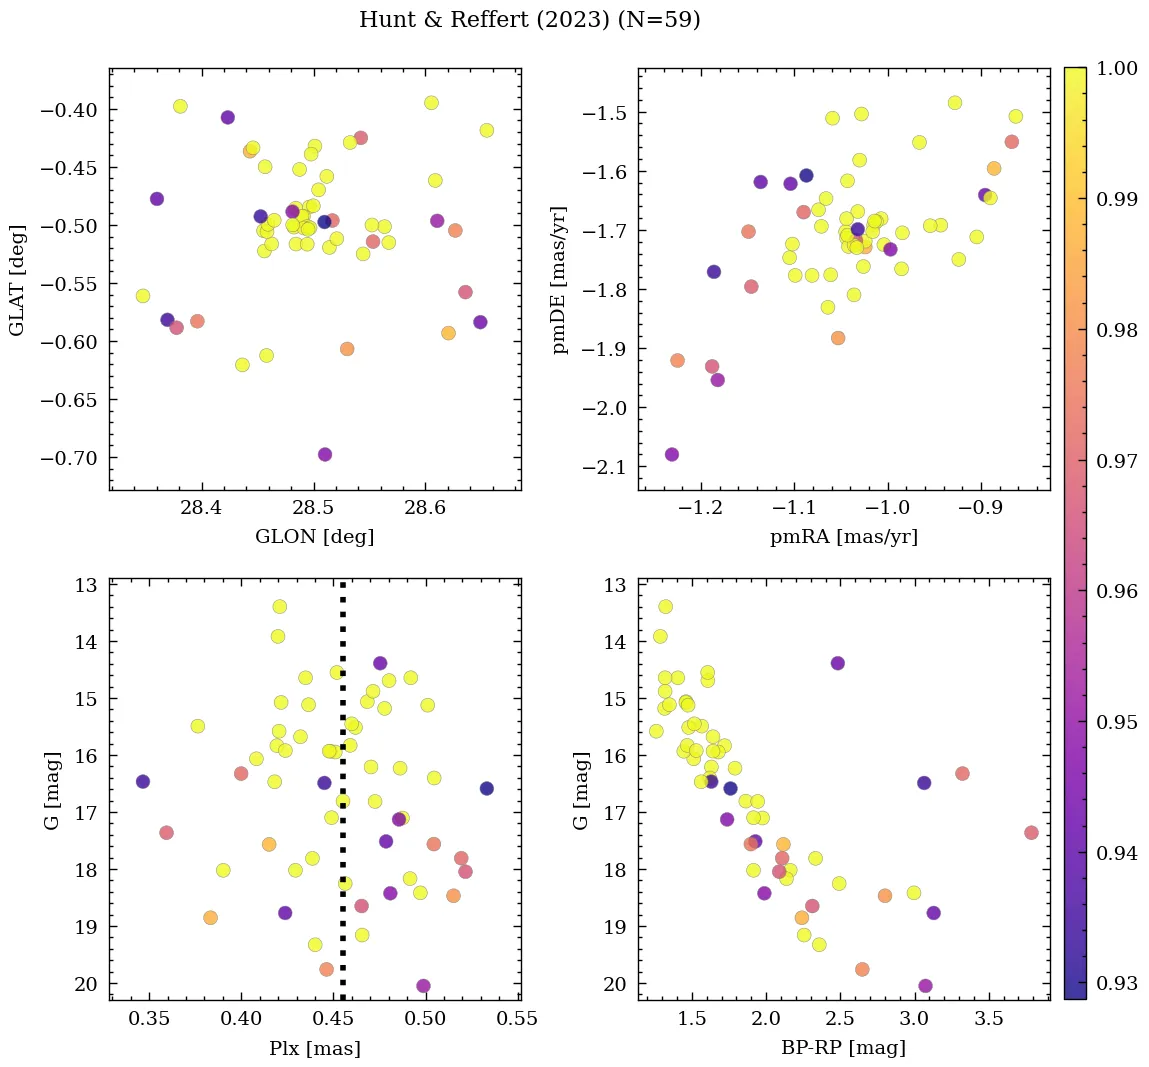 Hunt & Reffert (2023) (N=59)
−0.40
−0.45
−0.50
−0.55
−0.60
−0.65
−0.70
GLAT [deg]
28.4 28.5 28.6
GLON [deg]
−1.5
−1.6
−1.7
−1.8
−1.9
−2.0
−2.1
pmDE [mas/yr]
−1.2 −1.1 −1.0 −0.9
pmRA [mas/yr]
1.00
0.99
0.98
0.97
0.96
0.95
0.94
0.93
13
14
15
16
17
18
19
20
G [mag]
0.35 0.40 0.45 0.50 0.55
Plx [mas]
13
14
15
16
17
18
19
20
G [mag]
1.5 2.0 2.5 3.0 3.5
BP-RP [mag]